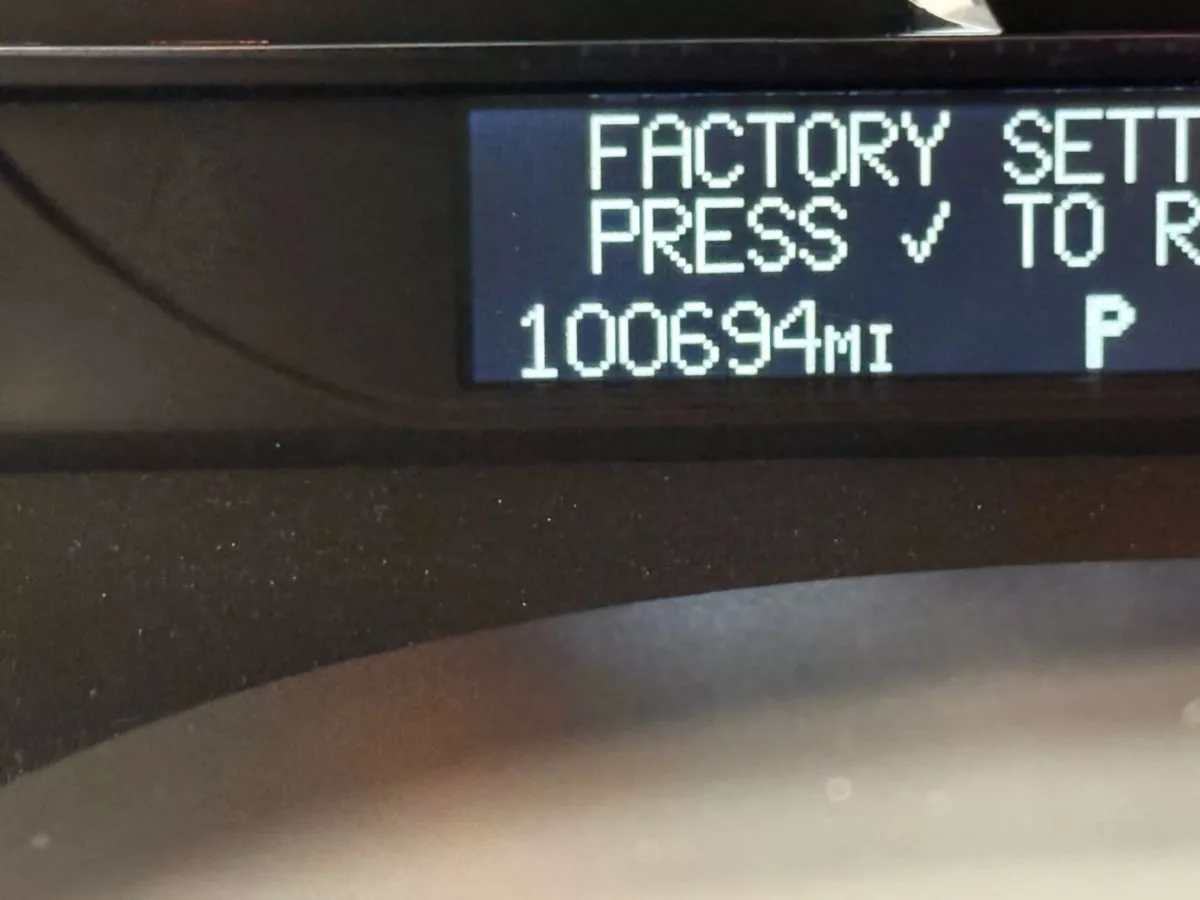 FACTORY SETT
PRESS ✓ TO R
100694MI P